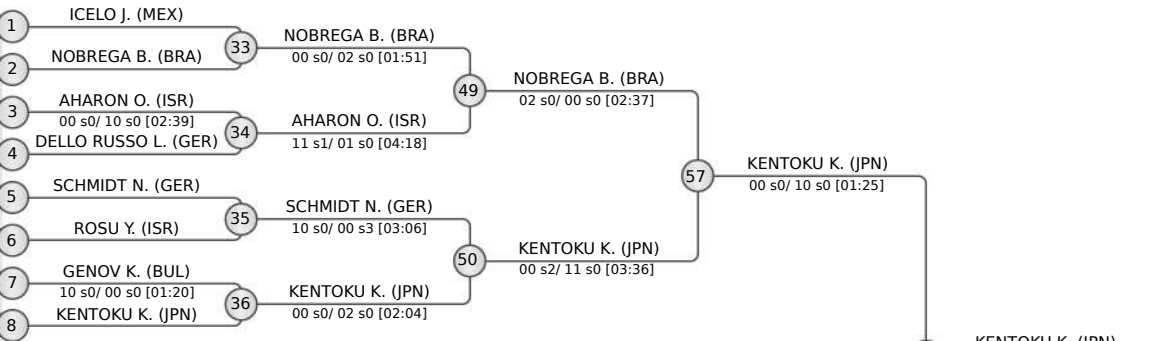 1
ICELO J. (MEX)
2
NOBREGA B. (BRA)
33
NOBREGA B. (BRA)
00 s0/ 02 s0 [01:51]
3
AHARON O. (ISR)
00 s0/ 10 s0 [02:39]
4
DELLO RUSSO L. (GER)
34
AHARON O. (ISR)
11 s1/ 01 s0 [04:18]
49
NOBREGA B. (BRA)
02 s0/ 00 s0 [02:37]
5
SCHMIDT N. (GER)
6
ROSU Y. (ISR)
35
SCHMIDT N. (GER)
10 s0/ 00 s3 [03:06]
7
GENOV K. (BUL)
10 s0/ 00 s0 [01:20]
8
KENTOKU K. (JPN)
36
KENTOKU K. (JPN)
00 s0/ 02 s0 [02:04]
50
KENTOKU K. (JPN)
00 s2/ 11 s0 [03:36]
57
KENTOKU K. (JPN)
00 s0/ 10 s0 [01:25]
KENTOKU K. (JPN)